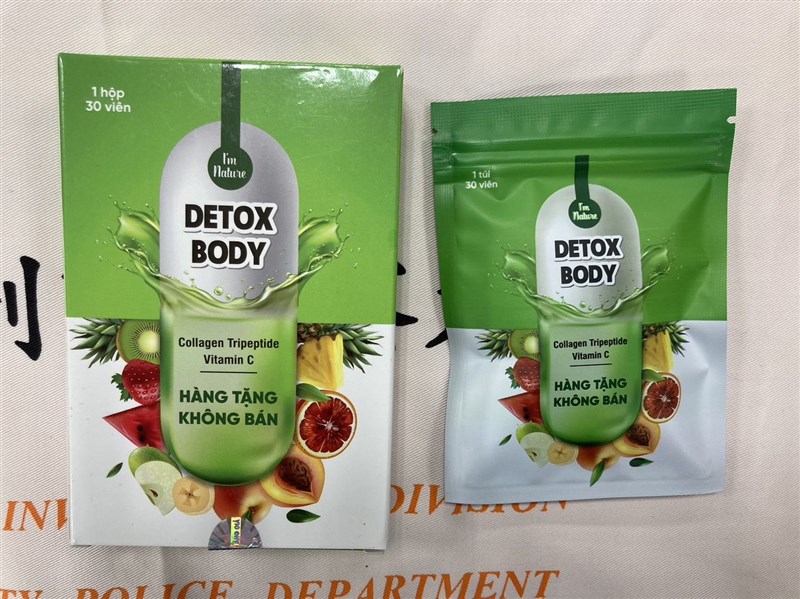 1 hộp
30 viên
I'm
Nature
DETOX
BODY
Collagen Tripeptide
Vitamin C
HÀNG TẶNG
KHÔNG BÁN
1 túi
30 viên
I'm
Nature
DETOX
BODY
Collagen Tripeptide
Vitamin C
HÀNG TẶNG
KHÔNG BÁN
刑
DIVISION
POLICE DEPARTMENT